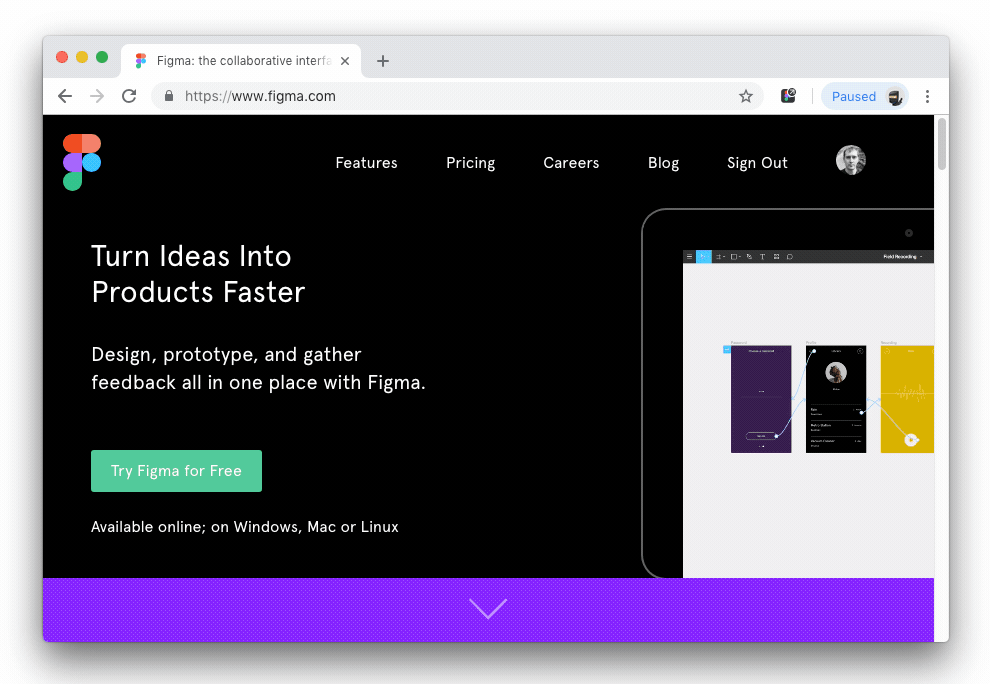 Figma: the collaborative interfa
https://www.figma.com
Paused
Features
Pricing
Careers
Blog
Sign Out
Turn Ideas Into
Products Faster
Design, prototype, and gather
feedback all in one place with Figma.
Try Figma for Free
Available online; on Windows, Mac or Linux
Field Recording